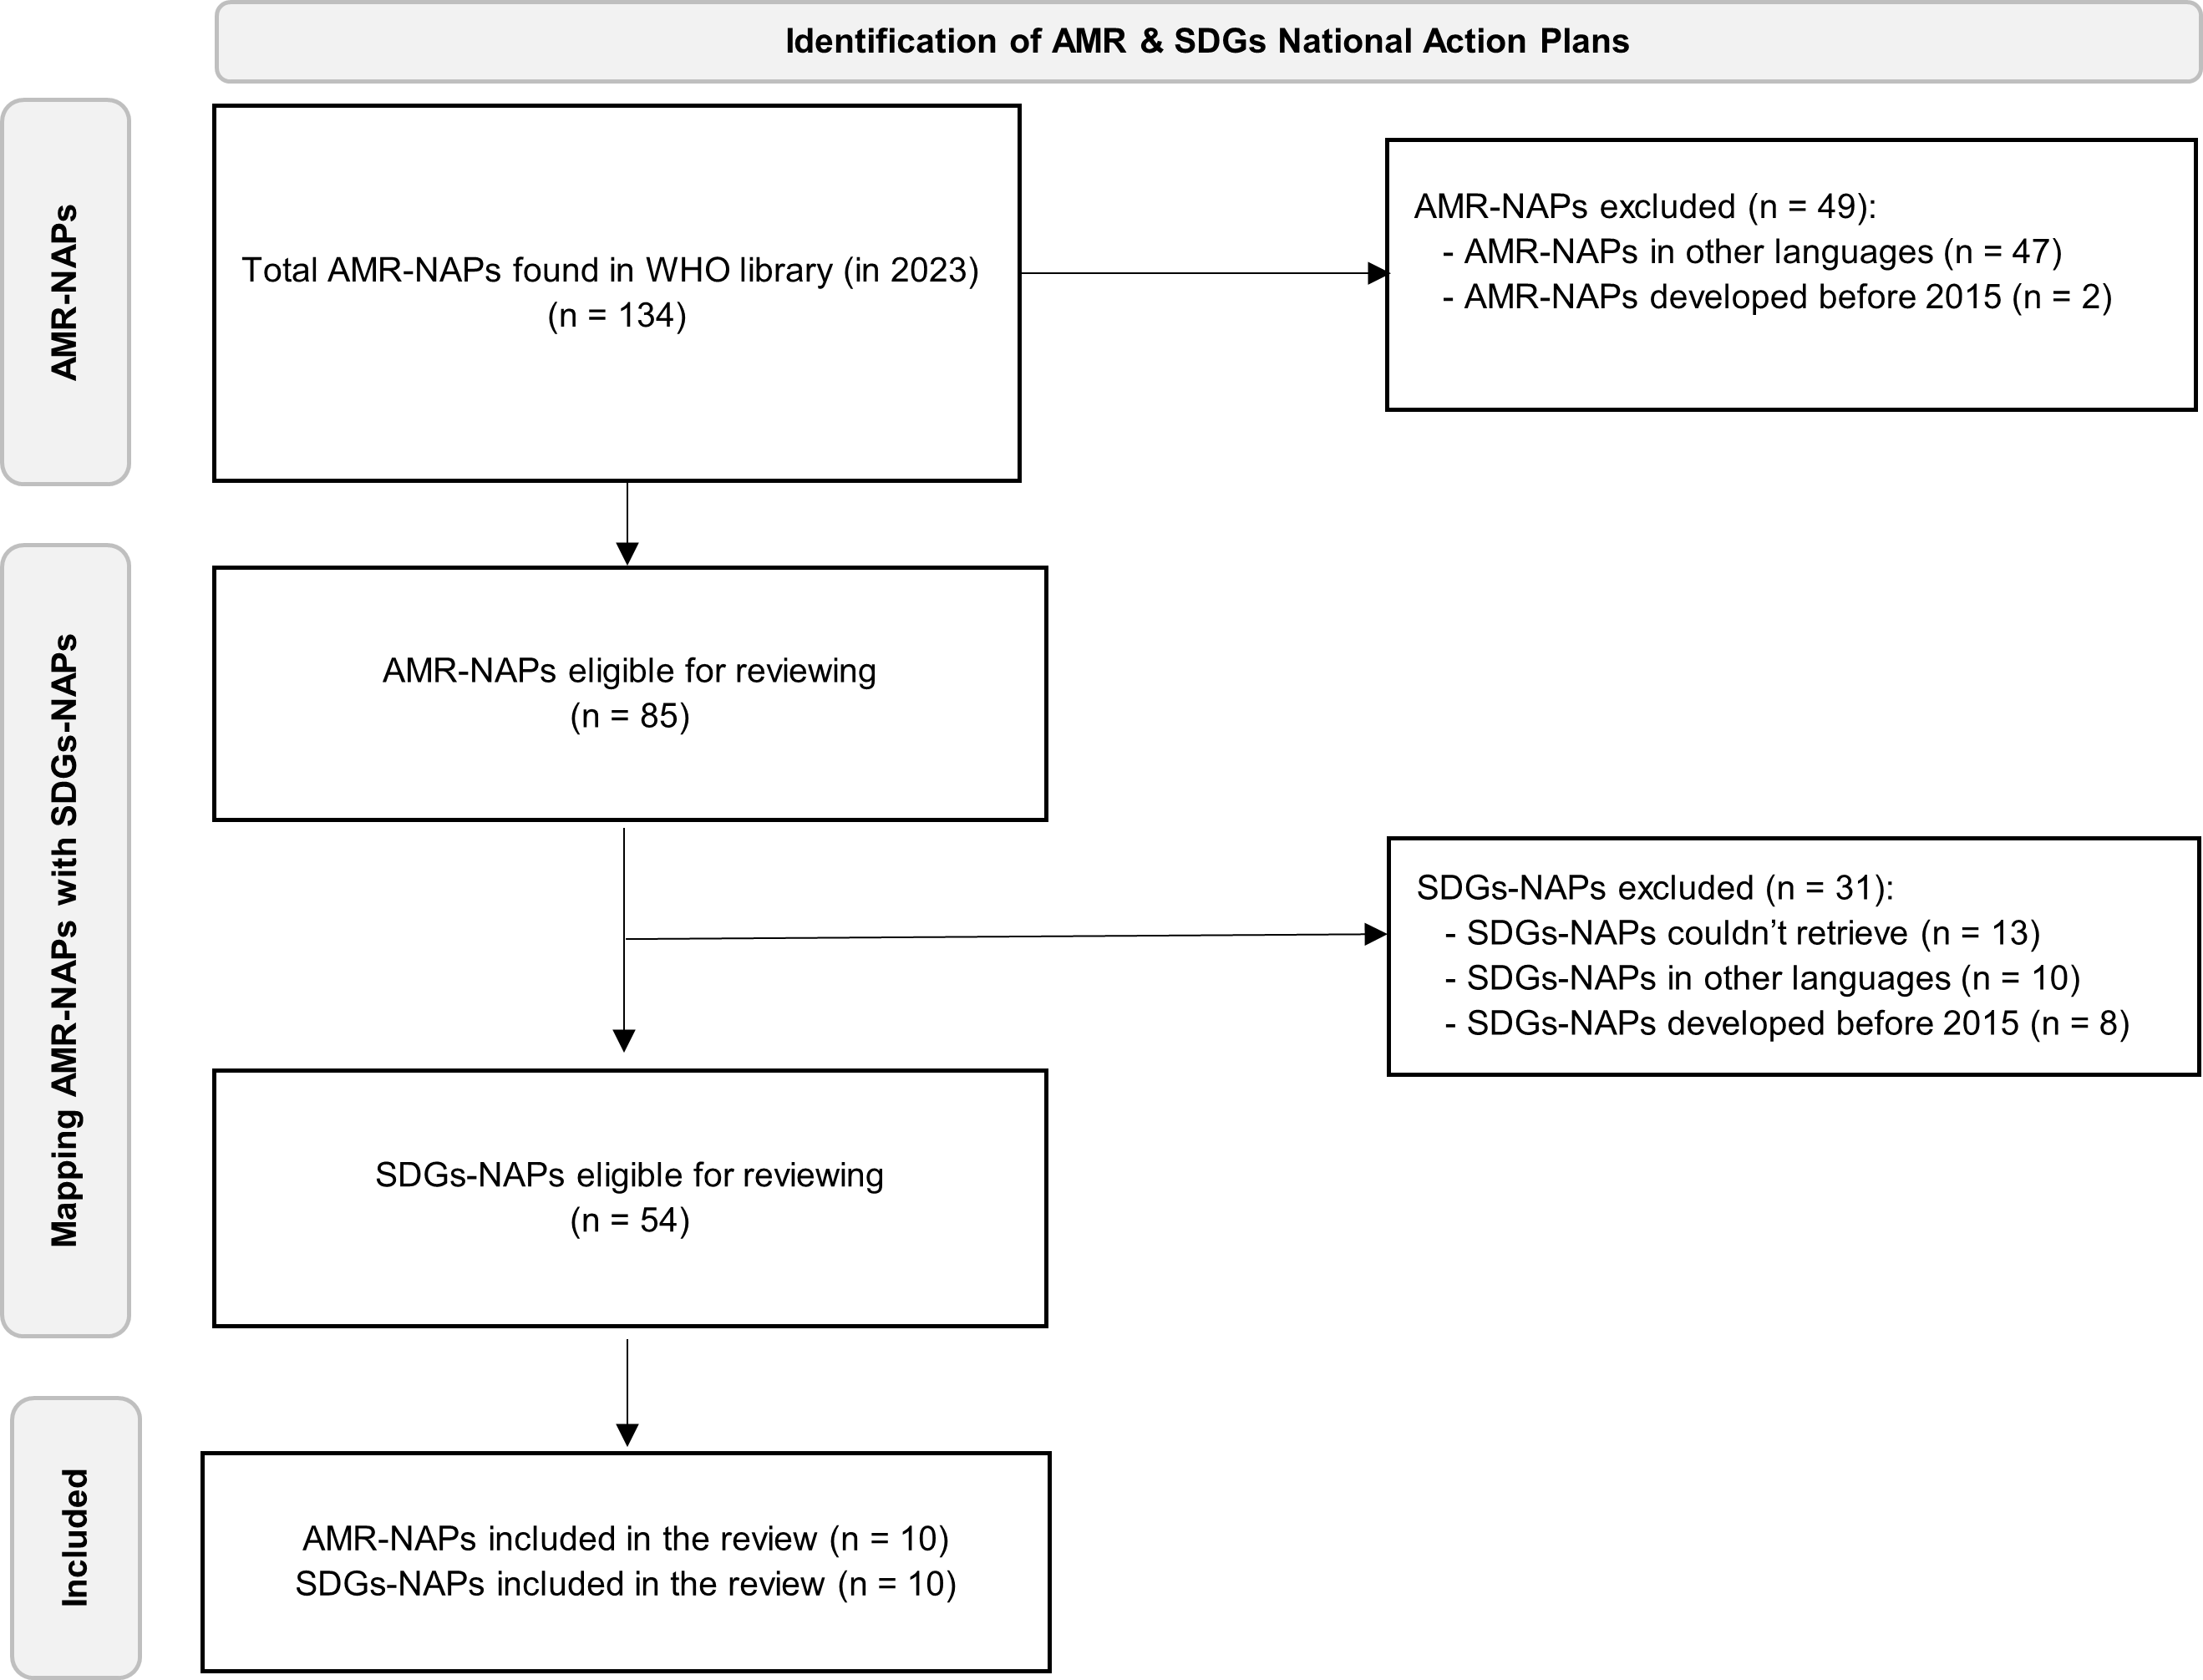 Identification of AMR & SDGs National Action Plans
AMR-NAPs
Total AMR-NAPs found in WHO library (in 2023)
(n = 134)
AMR-NAPs excluded (n = 49):
- AMR-NAPs in other languages (n = 47)
- AMR-NAPs developed before 2015 (n = 2)
Mapping AMR-NAPs with SDGs-NAPs
AMR-NAPs eligible for reviewing
(n = 85)
SDGs-NAPs excluded (n = 31):
- SDGs-NAPs couldn’t retrieve (n = 13)
- SDGs-NAPs in other languages (n = 10)
- SDGs-NAPs developed before 2015 (n = 8)
SDGs-NAPs eligible for reviewing
(n = 54)
Included
AMR-NAPs included in the review (n = 10)
SDGs-NAPs included in the review (n = 10)